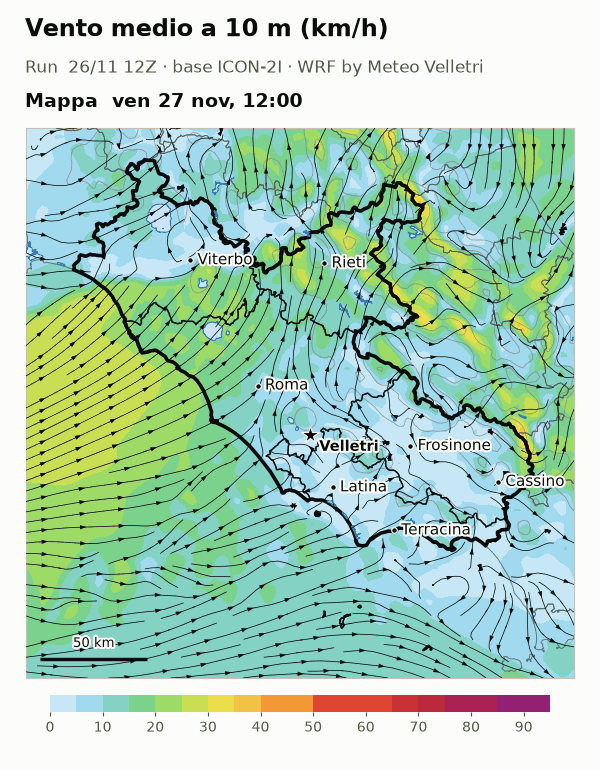 Vento medio a 10 m (km/h)
Run  26/11 12Z · base ICON-2I · WRF by Meteo Velletri
Mappa  ven 27 nov, 12:00
Viterbo
Rieti
Roma
Velletri
Frosinone
Cassino
Latina
Terracina
50 km
0 10 20 30 40 50 60 70 80 90